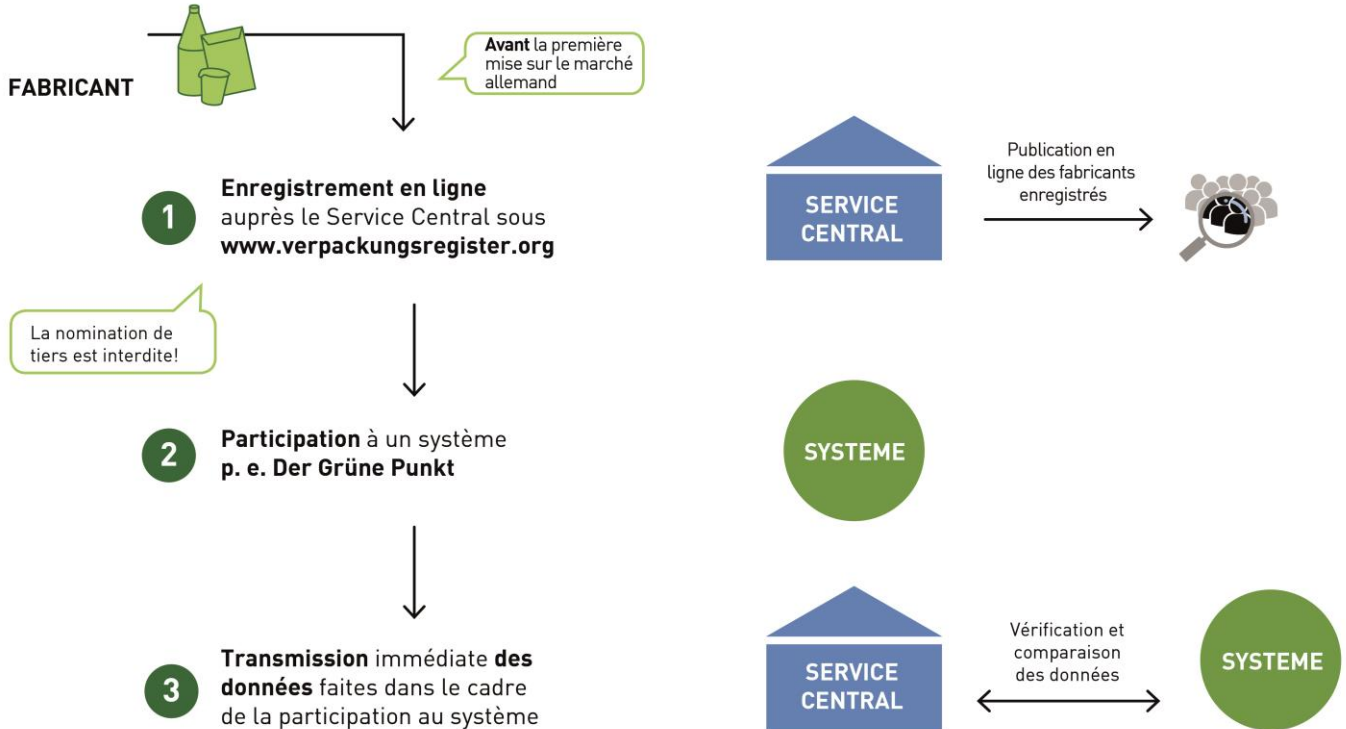 FABRICANT
Avant la première
mise sur le marché
allemand
1
Enregistrement en ligne
auprès le Service Central sous
www.verpackungsregister.org
SERVICE
CENTRAL
Publication en
ligne des fabricants
enregistrés
La nomination de
tiers est interdite!
2
Participation à un système
p. e. Der Grüne Punkt
SYSTEME
3
Transmission immédiate des
données faites dans le cadre
de la participation au système
SERVICE
CENTRAL
Vérification et
comparaison
des données
SYSTEME